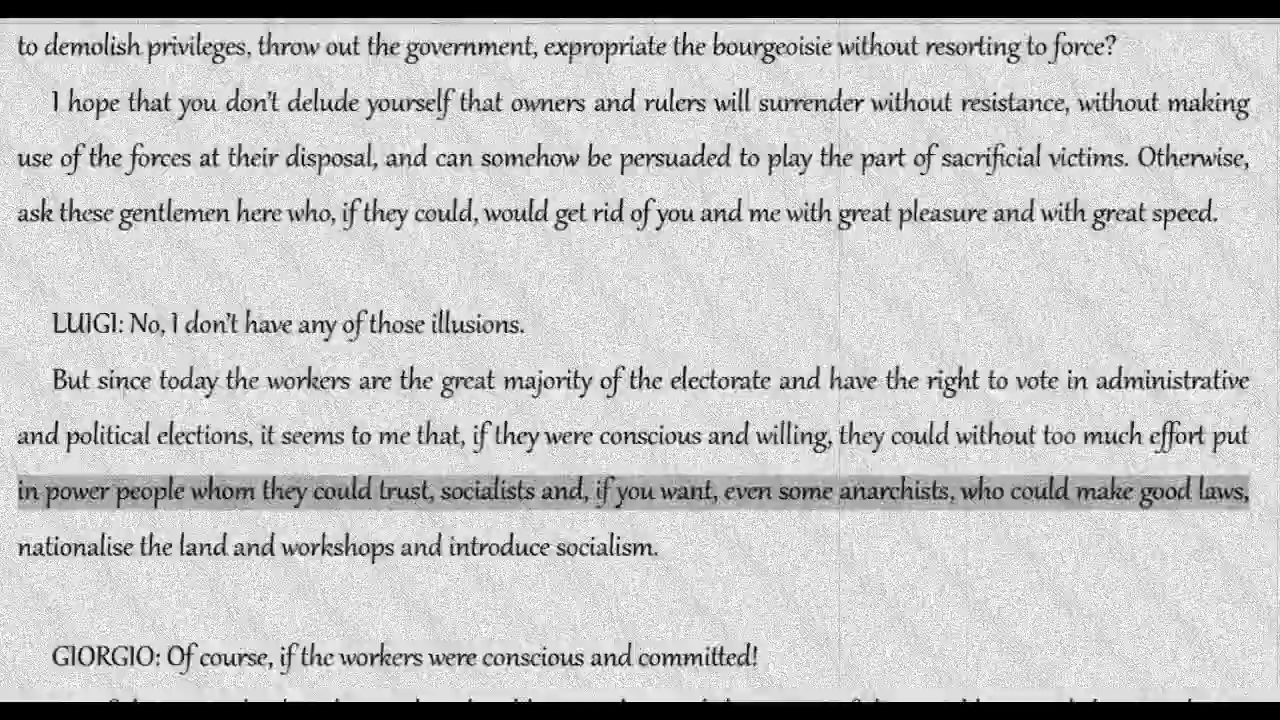 to demolish privileges, throw out the government, expropriate the bourgeoisie without resorting to force?
I hope that you don't delude yourself that owners and rulers will surrender without resistance, without making
use of the forces at their disposal, and can somehow be persuaded to play the part of sacrificial victims. Otherwise,
ask these gentlemen here who, if they could, would get rid of you and me with great pleasure and with great speed.
LUIGI: No, I don't have any of those illusions.
But since today the workers are the great majority of the electorate and have the right to vote in administrative
and political elections, it seems to me that, if they were conscious and willing, they could without too much effort put
in power people whom they could trust, socialists and, if you want, even some anarchists, who could make good laws,
nationalise the land and workshops and introduce socialism.
GIORGIO: Of course, if the workers were conscious and committed!